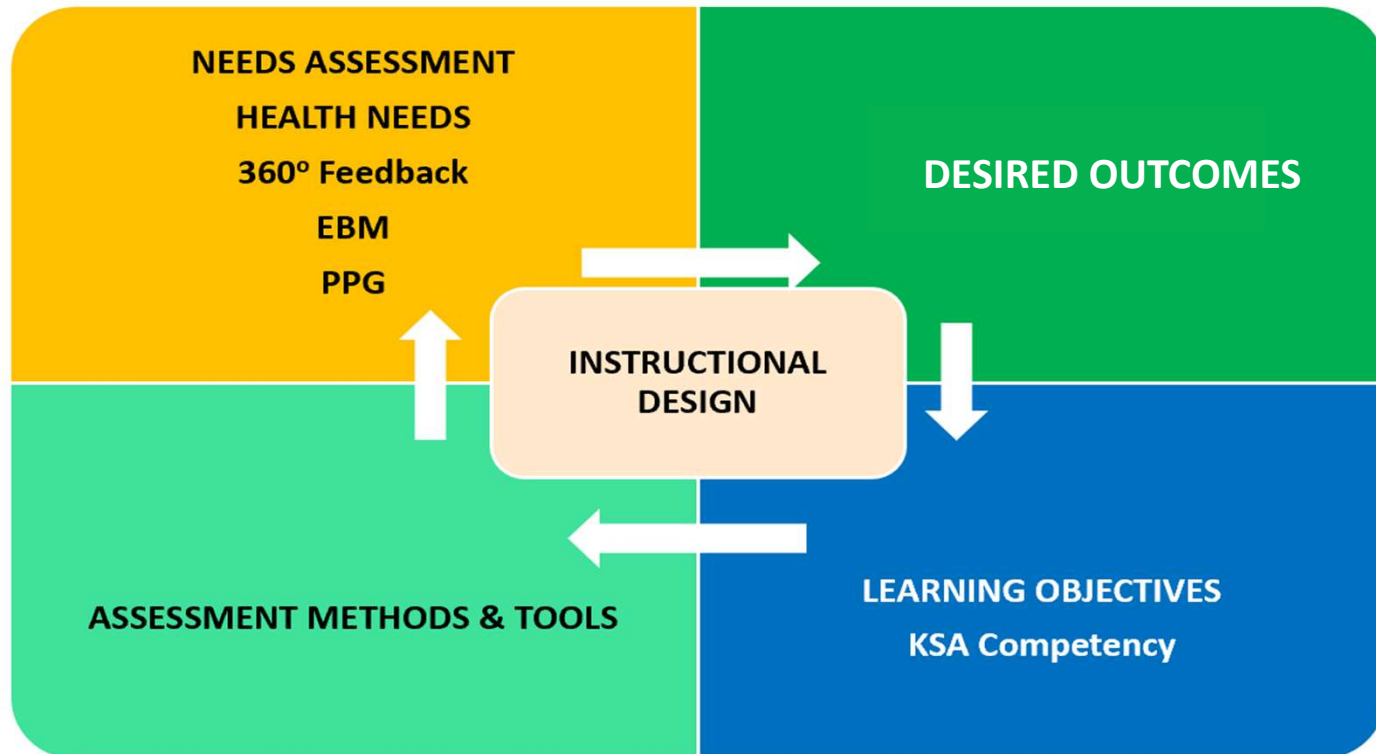 NEEDS ASSESSMENT
HEALTH NEEDS
360º Feedback
EBM
PPG
DESIRED OUTCOMES
INSTRUCTIONAL
DESIGN
ASSESSMENT METHODS & TOOLS
LEARNING OBJECTIVES
KSA Competency